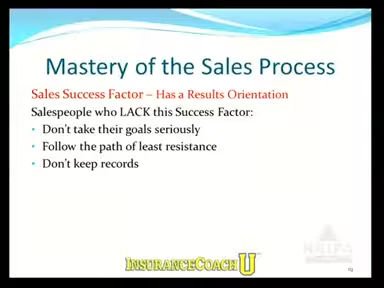 Mastery of the Sales Process
Sales Success Factor – Has a Results Orientation
Salespeople who LACK this Success Factor:
• Don't take their goals seriously
• Follow the path of least resistance
• Don't keep records
INSURANCECOACH U
19